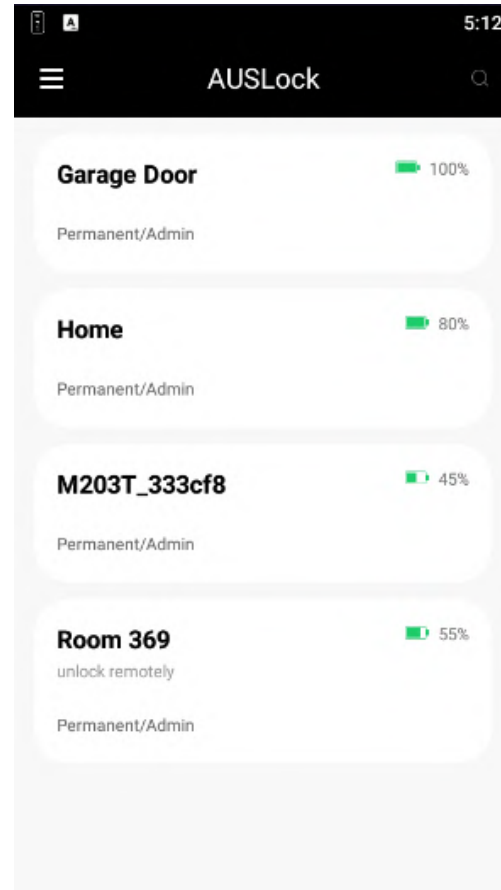 5:12
AUSLock
Garage Door
100%
Permanent/Admin
Home
80%
Permanent/Admin
M203T_333cf8
45%
Permanent/Admin
Room 369
55%
unlock remotely
Permanent/Admin